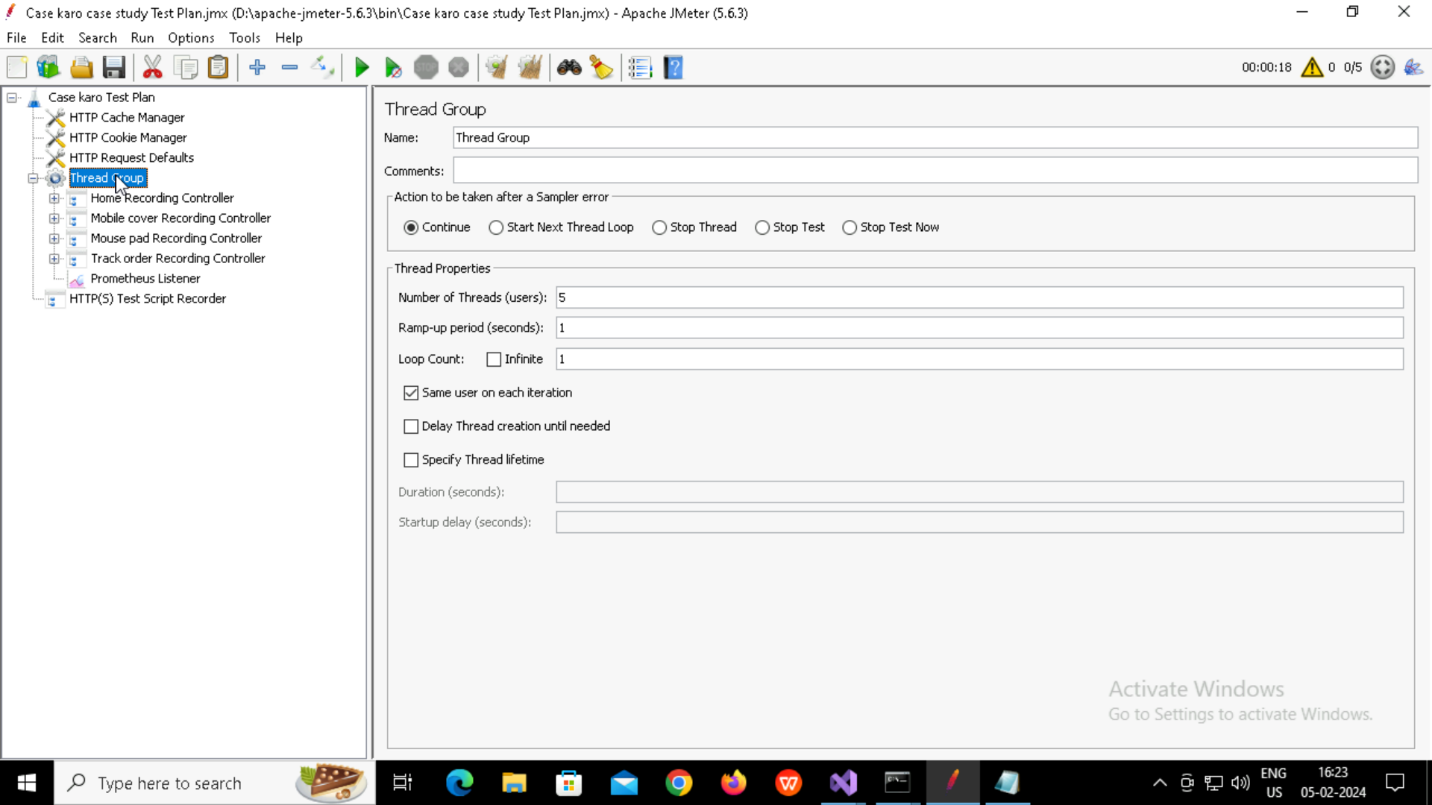 Case karo case study Test Plan.jmx (D:\apache-jmeter-5.6.3\bin\Case karo case study Test Plan.jmx) - Apache JMeter (5.6.3)
File Edit Search Run Options Tools Help
00:00:18 0 0/5
Case karo Test Plan
HTTP Cache Manager
HTTP Cookie Manager
HTTP Request Defaults
Thread Group
Home Recording Controller
Mobile cover Recording Controller
Mouse pad Recording Controller
Track order Recording Controller
Prometheus Listener
HTTP(S) Test Script Recorder
Thread Group
Name: Thread Group
Comments:
Action to be taken after a Sampler error
Continue Start Next Thread Loop Stop Thread Stop Test Stop Test Now
Thread Properties
Number of Threads (users): 5
Ramp-up period (seconds): 1
Loop Count: Infinite 1
Same user on each iteration
Delay Thread creation until needed
Specify Thread lifetime
Duration (seconds):
Startup delay (seconds):
Activate Windows
Go to Settings to activate Windows.
Type here to search
ENG
US
16:23
05-02-2024